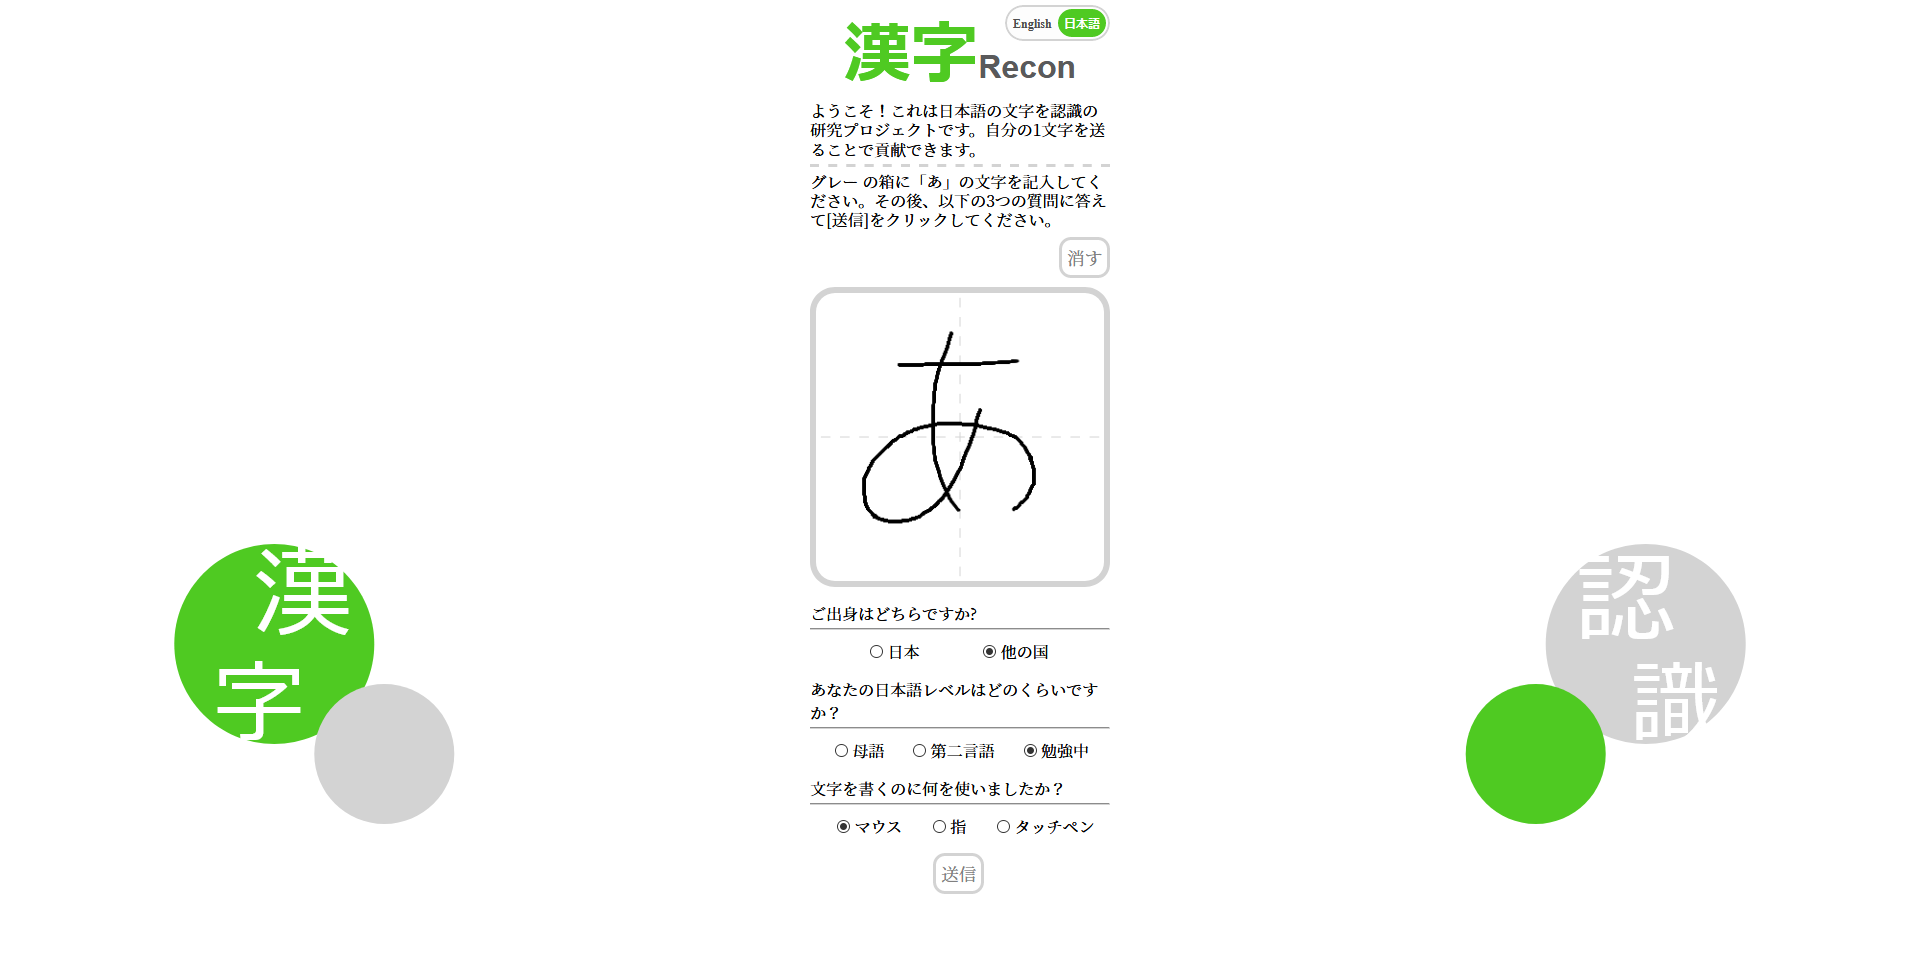 English 日本語
漢字Recon
ようこそ！これは日本語の文字を認識の
研究プロジェクトです。自分の1文字を送
ることで貢献できます。
グレー の箱に「あ」の文字を記入してく
ださい。その後、以下の3つの質問に答え
て[送信]をクリックしてください。
消す
あ
ご出身はどちらですか?
日本 他の国
あなたの日本語レベルはどのくらいです
か？
母語 第二言語 勉強中
文字を書くのに何を使いましたか？
マウス 指 タッチペン
送信
漢
字
認
識